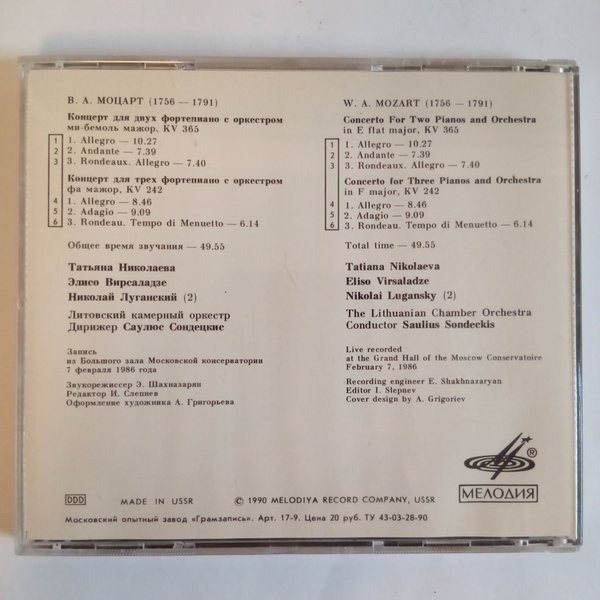 В. А. МОЦАРТ (1756 — 1791)
Концерт для двух фортепиано с оркестром
ми-бемоль мажор, KV 365
1 1. Allegro — 10.27
2 2. Andante — 7.39
3 3. Rondeaux. Allegro — 7.40
Концерт для трех фортепиано с оркестром
фа мажор, KV 242
4 1. Allegro — 8.46
5 2. Adagio — 9.09
6 3. Rondeau. Tempo di Menuetto — 6.14
Общее время звучания — 49.55
Татьяна Николаева
Элисо Вирсаладзе
Николай Луганский (2)
Литовский камерный оркестр
Дирижер Саулюс Сондецкис
Запись
из Большого зала Московской консерватории
7 февраля 1986 года
Звукорежиссер Э. Шахназарян
Редактор И. Слепнев
Оформление художника А. Григорьева
W. A. MOZART (1756 — 1791)
Concerto For Two Pianos and Orchestra
in E flat major, KV 365
1 1. Allegro — 10.27
2 2. Andante — 7.39
3 3. Rondeaux. Allegro — 7.40
Concerto for Three Pianos and Orchestra
in F major, KV 242
4 1. Allegro — 8.46
5 2. Adagio — 9.09
6 3. Rondeau. Tempo di Menuetto — 6.14
Total time — 49.55
Tatiana Nikolaeva
Eliso Virsaladze
Nikolai Lugansky (2)
The Lithuanian Chamber Orchestra
Conductor Saulius Sondeckis
Live recorded
at the Grand Hall of the Moscow Conservatoire
February 7, 1986
Recording engineer E. Shakhnazaryan
Editor I. Slepnev
Cover design by A. Grigoriev
®
МЕЛОДИЯ
DDD MADE IN USSR © 1990 MELODIYA RECORD COMPANY, USSR
Московский опытный завод «Грамзапись». Арт. 17-9. Цена 20 руб. ТУ 43-03-28-90